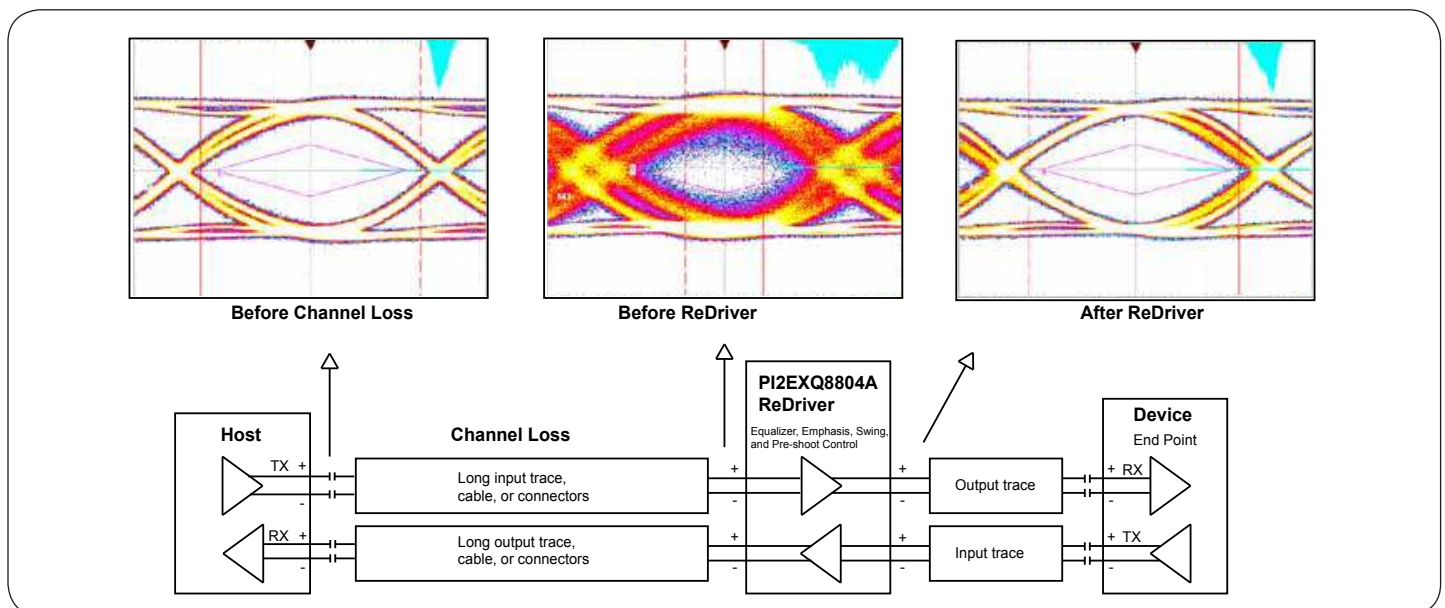 Before Channel Loss
Before ReDriver
After ReDriver
PI2EXQ8804A
ReDriver
Equalizer, Emphasis, Swing,
and Pre-shoot Control
Host
Channel Loss
Device
End Point
TX +
-
Long input trace,
cable, or connectors
+
-
+
-
Output trace
+ RX
-
RX +
-
Long output trace,
cable, or connectors
+
-
+
-
Input trace
+ TX
-